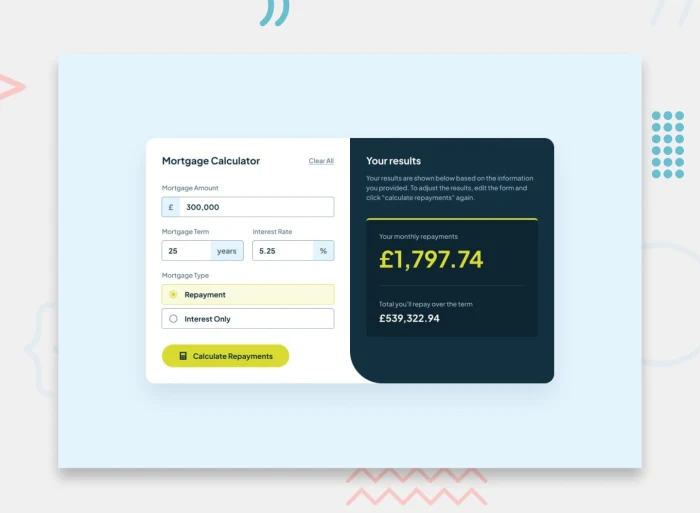 Mortgage Calculator
Clear All
Mortgage Amount
£ 300,000
Mortgage Term
25 years
Interest Rate
5.25 %
Mortgage Type
Repayment
Interest Only
Calculate Repayments
Your results
Your results are shown below based on the information
you provided. To adjust the results, edit the form and
click “calculate repayments” again.
Your monthly repayments
£1,797.74
Total you’ll repay over the term
£539,322.94